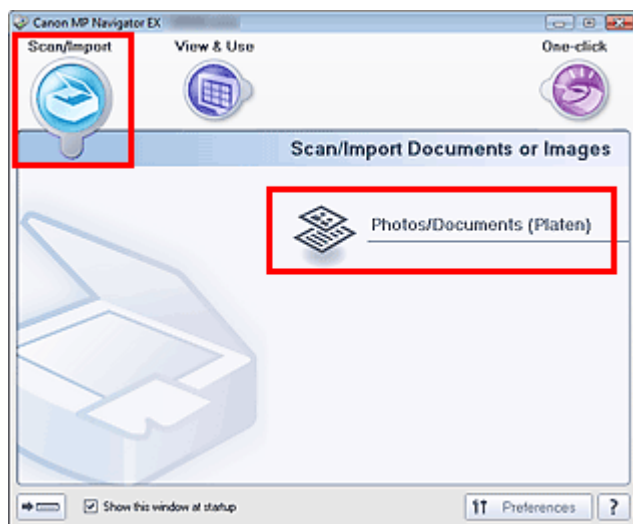 Canon MP Navigator EX
Scan/Import
View & Use
One-click
Scan/Import Documents or Images
Photos/Documents (Platen)
Show this window at startup
Preferences
?